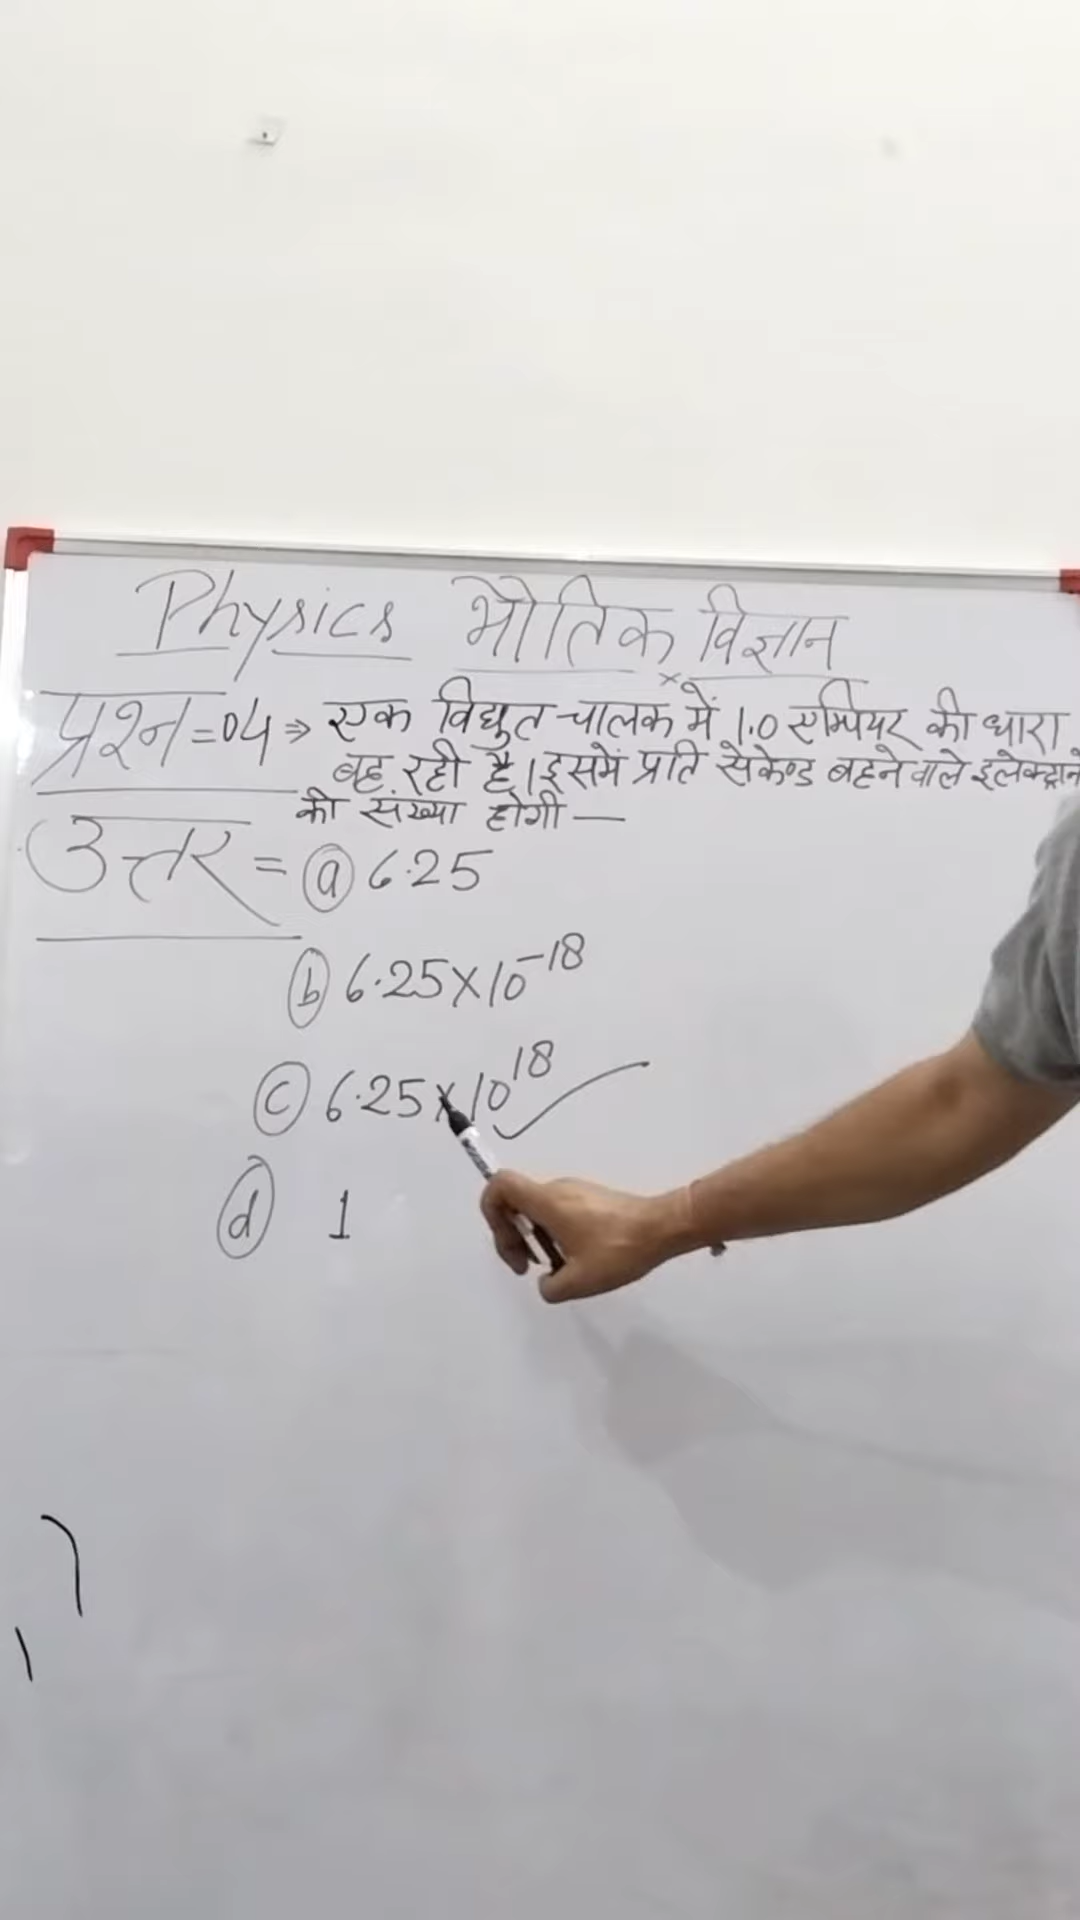 Physics भौतिक विज्ञान
प्रश्न = 04 ⇒ एक विद्युत चालक में 1.0 एम्पियर की धारा
बह रही है। इसमें प्रति सेकेण्ड बहने वाले इलेक्ट्रान
की संख्या होगी —
उत्तर = (a) 6.25
(b) 6.25×10⁻¹⁸
(c) 6.25×10¹⁸ ✓
(d) 1